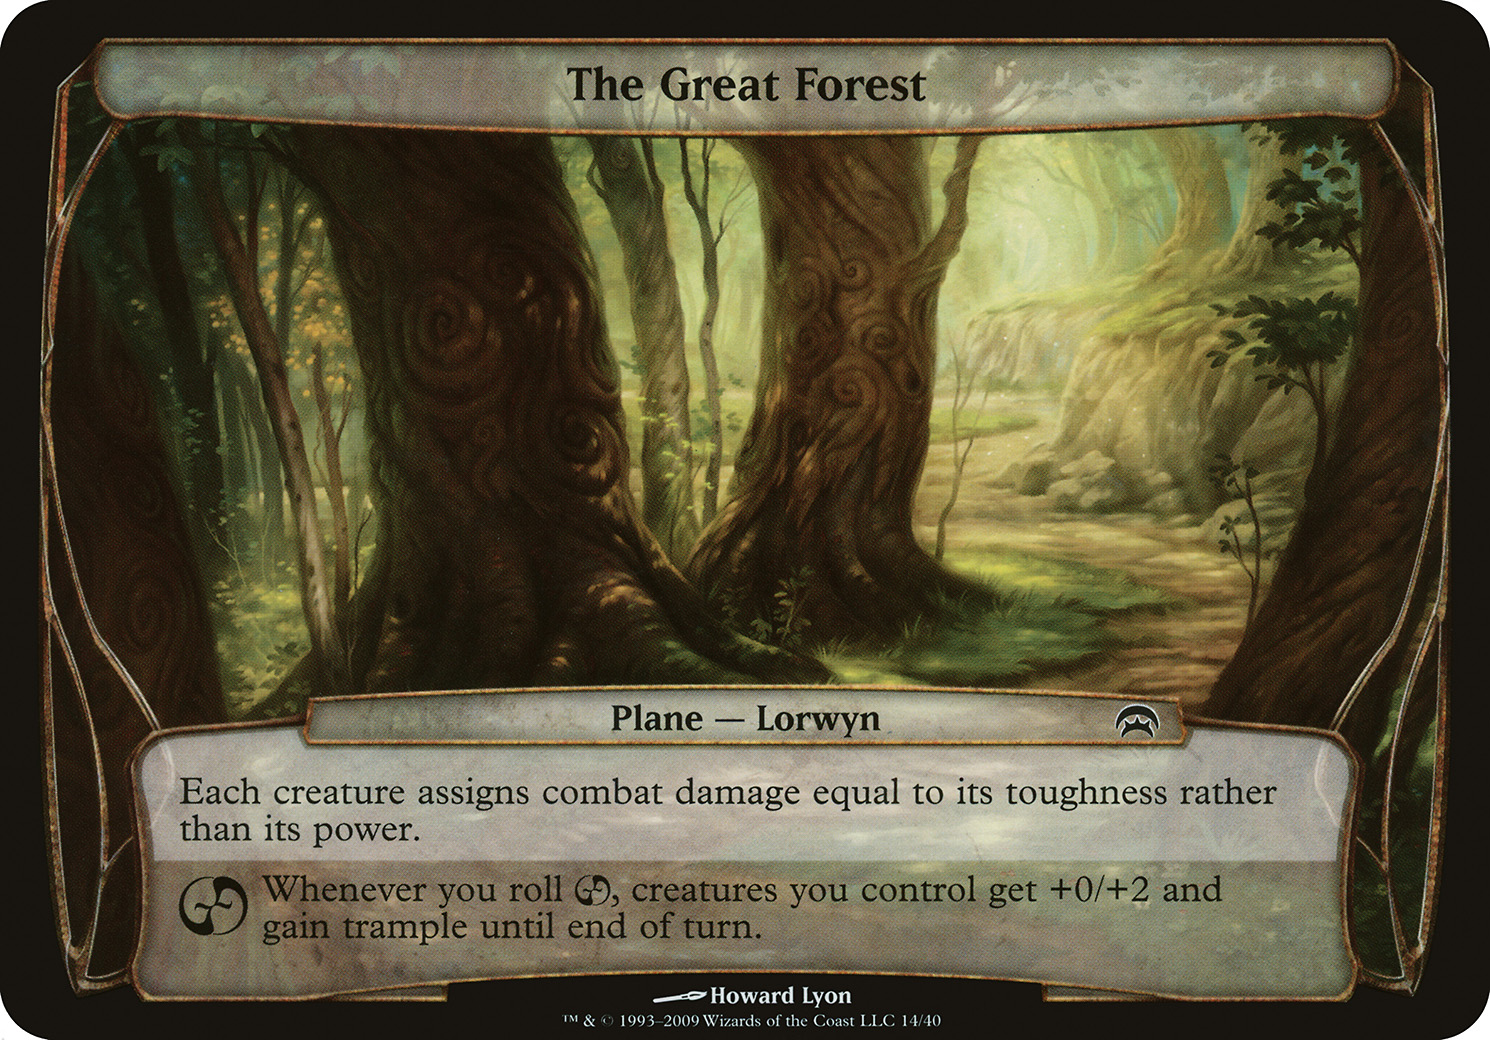 The Great Forest
Plane — Lorwyn
Each creature assigns combat damage equal to its toughness rather
than its power.
Whenever you roll , creatures you control get +0/+2 and
gain trample until end of turn.
Howard Lyon
™ & © 1993–2009 Wizards of the Coast LLC 14/40